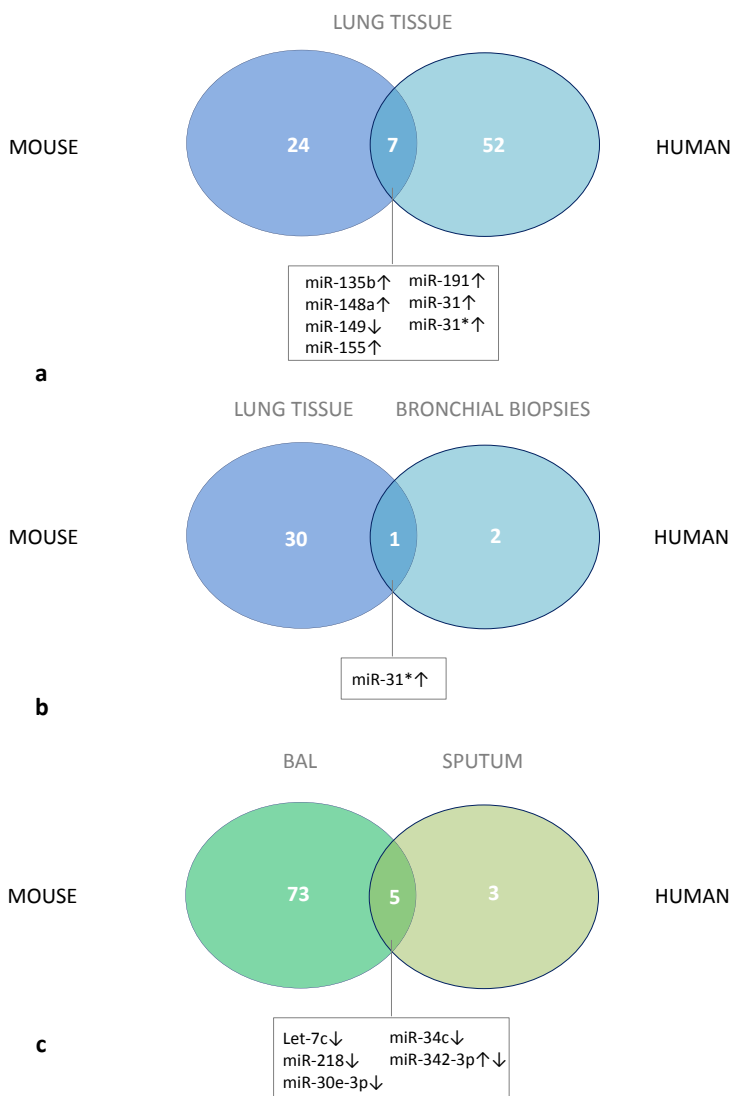 LUNG TISSUE
MOUSE
24
7
52
HUMAN
miR-135b↑
miR-148a↑
miR-149↓
miR-155↑
miR-191↑
miR-31↑
miR-31*↑
a
LUNG TISSUE
BRONCHIAL BIOPSIES
MOUSE
30
1
2
HUMAN
miR-31*↑
b
BAL
SPUTUM
MOUSE
73
5
3
HUMAN
Let-7c↓
miR-218↓
miR-30e-3p↓
miR-34c↓
miR-342-3p↑↓
c